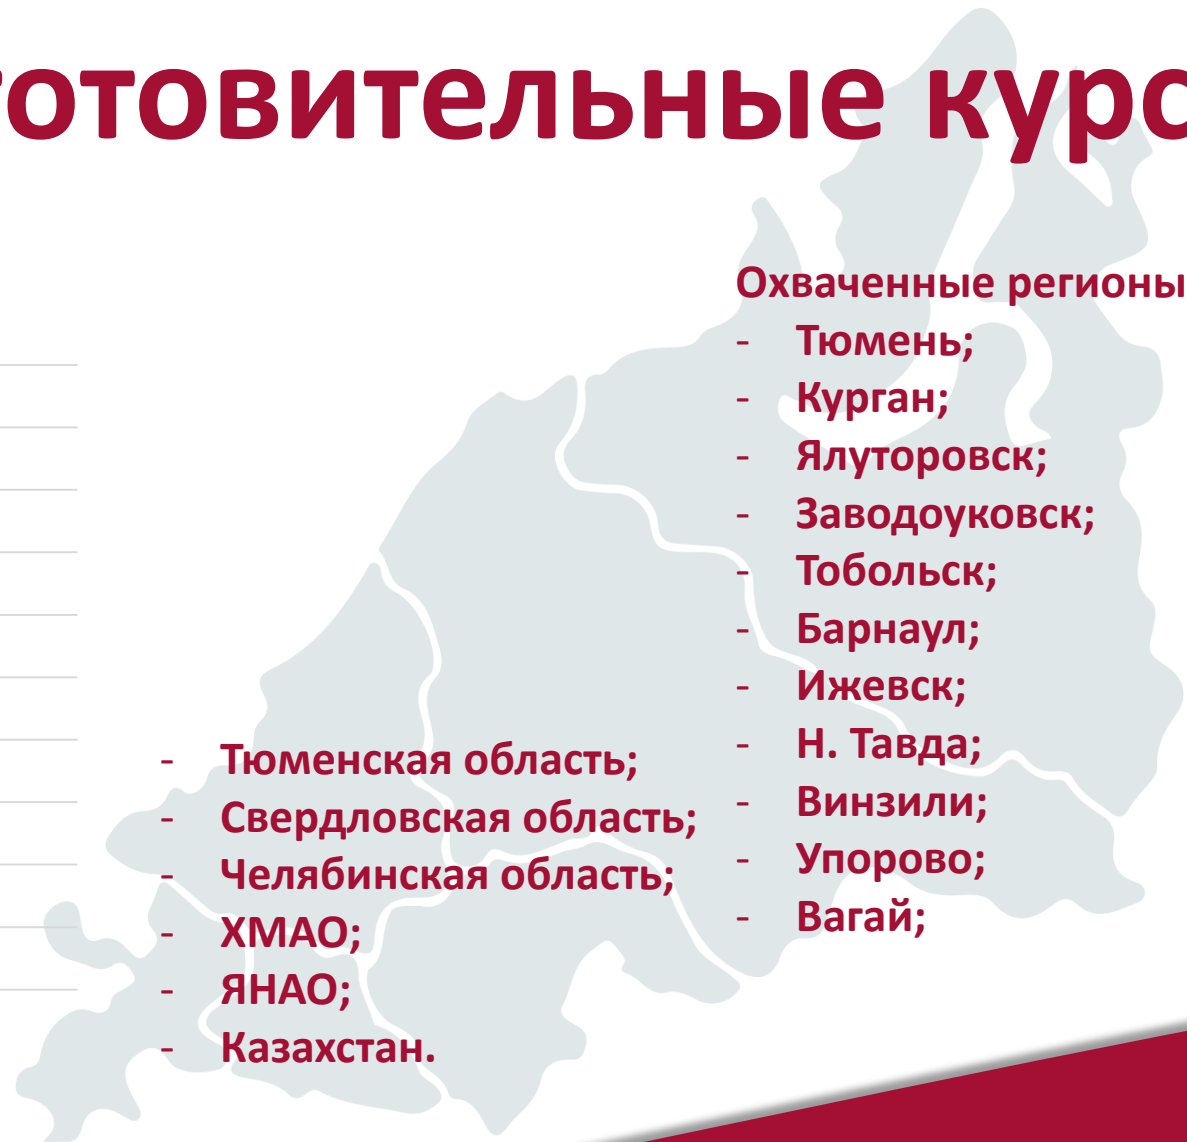 готовительные курс
Охваченные регионы
- Тюмень;
- Курган;
- Ялуторовск;
- Заводоуковск;
- Тобольск;
- Барнаул;
- Ижевск;
- Н. Тавда;
- Винзили;
- Упорово;
- Вагай;
- Тюменская область;
- Свердловская область;
- Челябинская область;
- ХМАО;
- ЯНАО;
- Казахстан.